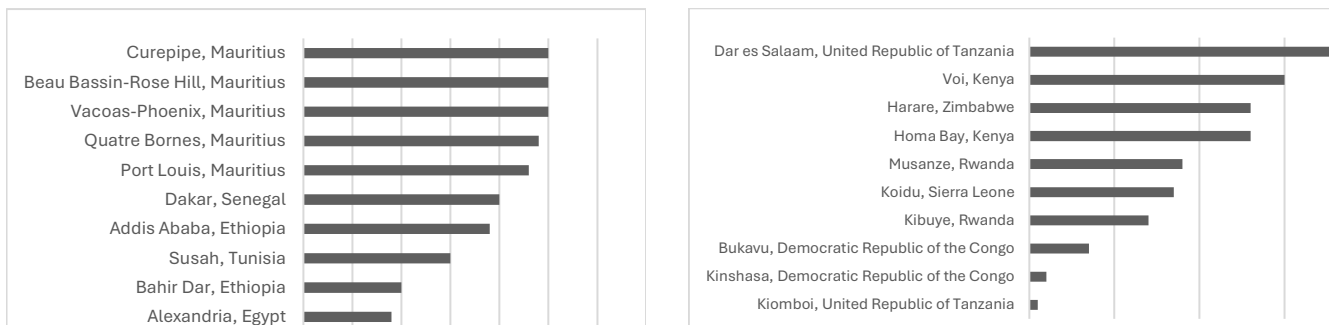 Curepipe, Mauritius
Beau Bassin-Rose Hill, Mauritius
Vacoas-Phoenix, Mauritius
Quatre Bornes, Mauritius
Port Louis, Mauritius
Dakar, Senegal
Addis Ababa, Ethiopia
Susah, Tunisia
Bahir Dar, Ethiopia
Alexandria, Egypt
Dar es Salaam, United Republic of Tanzania
Voi, Kenya
Harare, Zimbabwe
Homa Bay, Kenya
Musanze, Rwanda
Koidu, Sierra Leone
Kibuye, Rwanda
Bukavu, Democratic Republic of the Congo
Kinshasa, Democratic Republic of the Congo
Kiomboi, United Republic of Tanzania